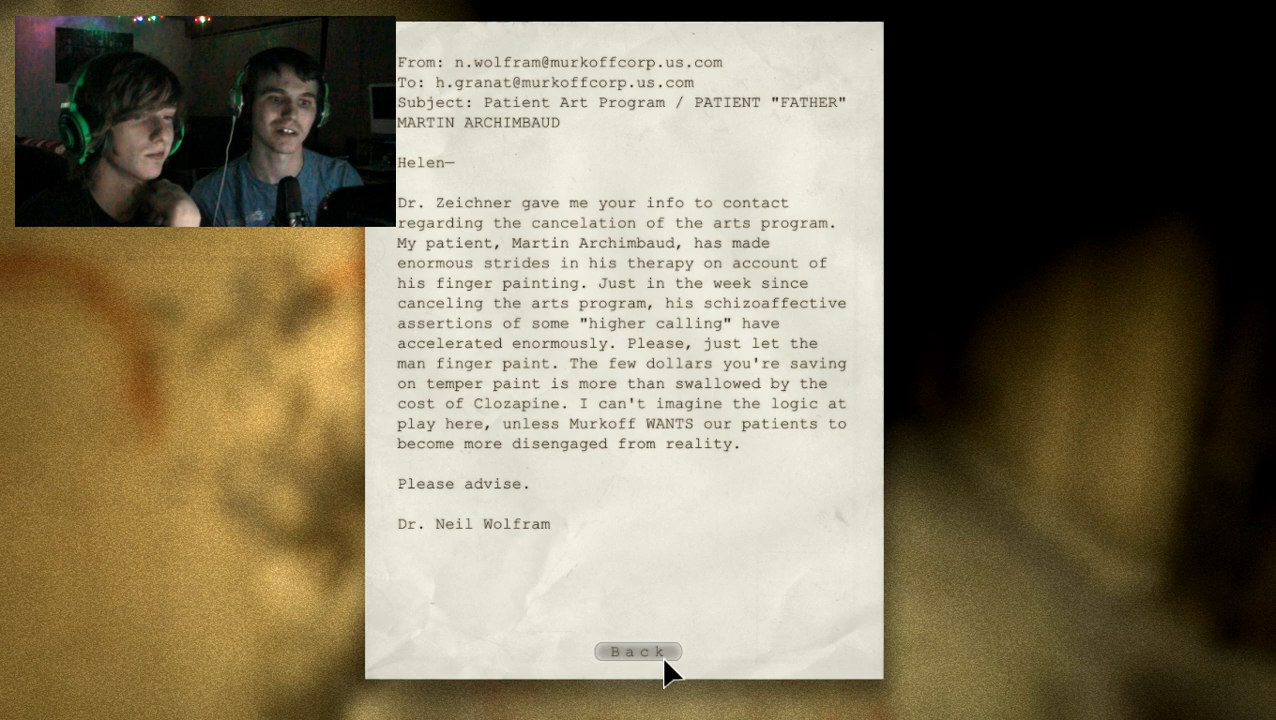 From: n.wolfram@murkoffcorp.us.com
To: h.granat@murkoffcorp.us.com
Subject: Patient Art Program / PATIENT "FATHER"
MARTIN ARCHIMBAUD
Helen—
Dr. Zeichner gave me your info to contact
regarding the cancelation of the arts program.
My patient, Martin Archimbaud, has made
enormous strides in his therapy on account of
his finger painting. Just in the week since
canceling the arts program, his schizoaffective
assertions of some "higher calling" have
accelerated enormously. Please, just let the
man finger paint. The few dollars you're saving
on temper paint is more than swallowed by the
cost of Clozapine. I can't imagine the logic at
play here, unless Murkoff WANTS our patients to
become more disengaged from reality.
Please advise.
Dr. Neil Wolfram
Back